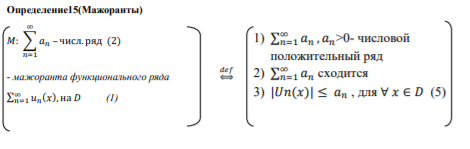 Определение15(Мажоранты)
M: ∑_{n=1}^{∞} a_n – числ. ряд (2)
- мажоранта функционального ряда
∑_{n=1}^{∞} u_n(x), на D (1)
def
⟺
1) ∑_{n=1}^{∞} a_n , a_n>0- числовой
положительный ряд
2) ∑_{n=1}^{∞} a_n сходится
3) |Un(x)| ≤ a_n , для ∀ x ∈ D (5)